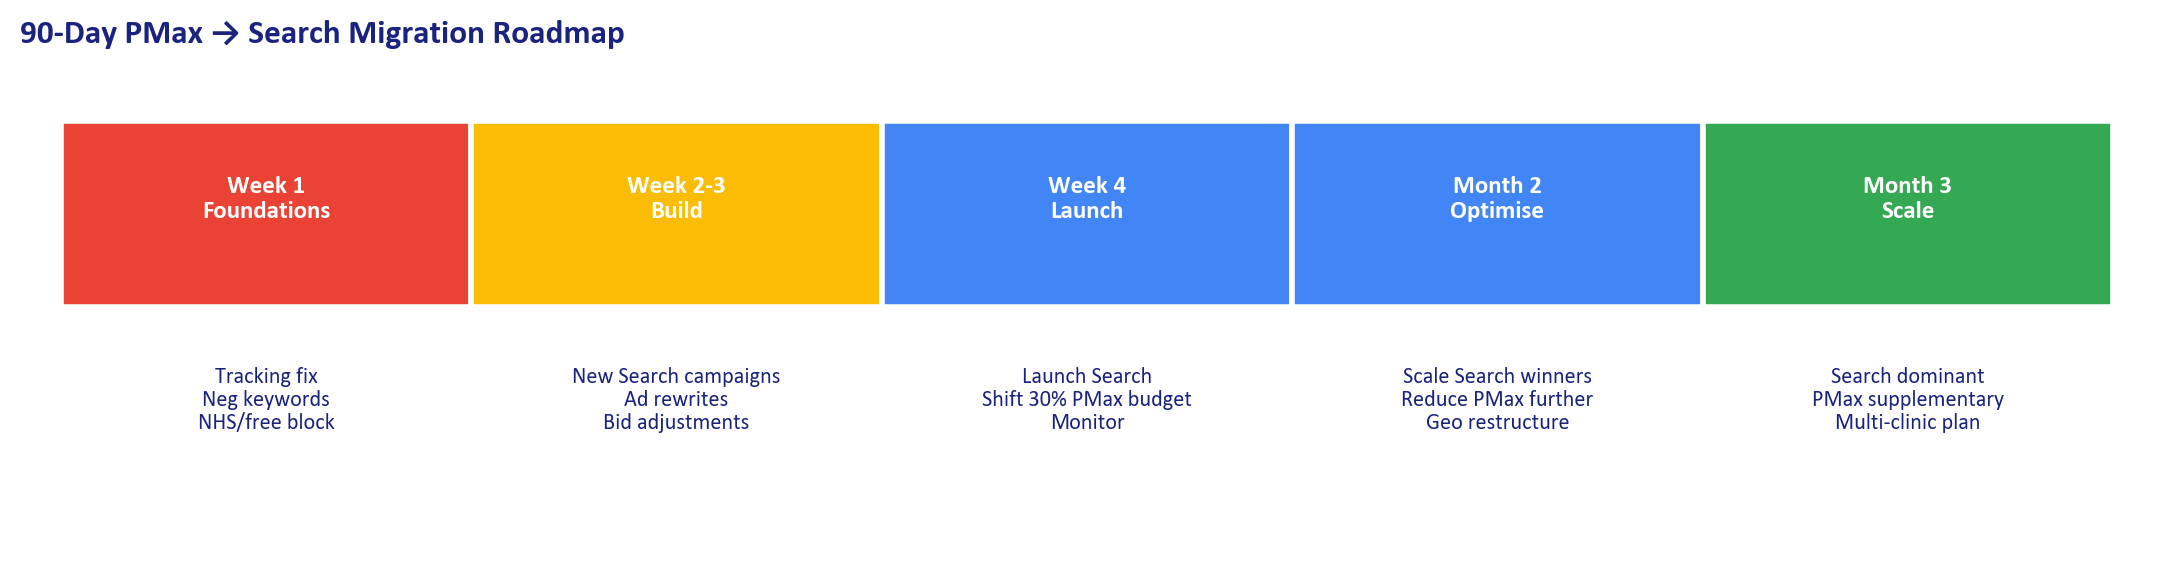 90-Day PMax → Search Migration Roadmap
Week 1
Foundations
Week 2-3
Build
Week 4
Launch
Month 2
Optimise
Month 3
Scale
Tracking fix
Neg keywords
NHS/free block
New Search campaigns
Ad rewrites
Bid adjustments
Launch Search
Shift 30% PMax budget
Monitor
Scale Search winners
Reduce PMax further
Geo restructure
Search dominant
PMax supplementary
Multi-clinic plan